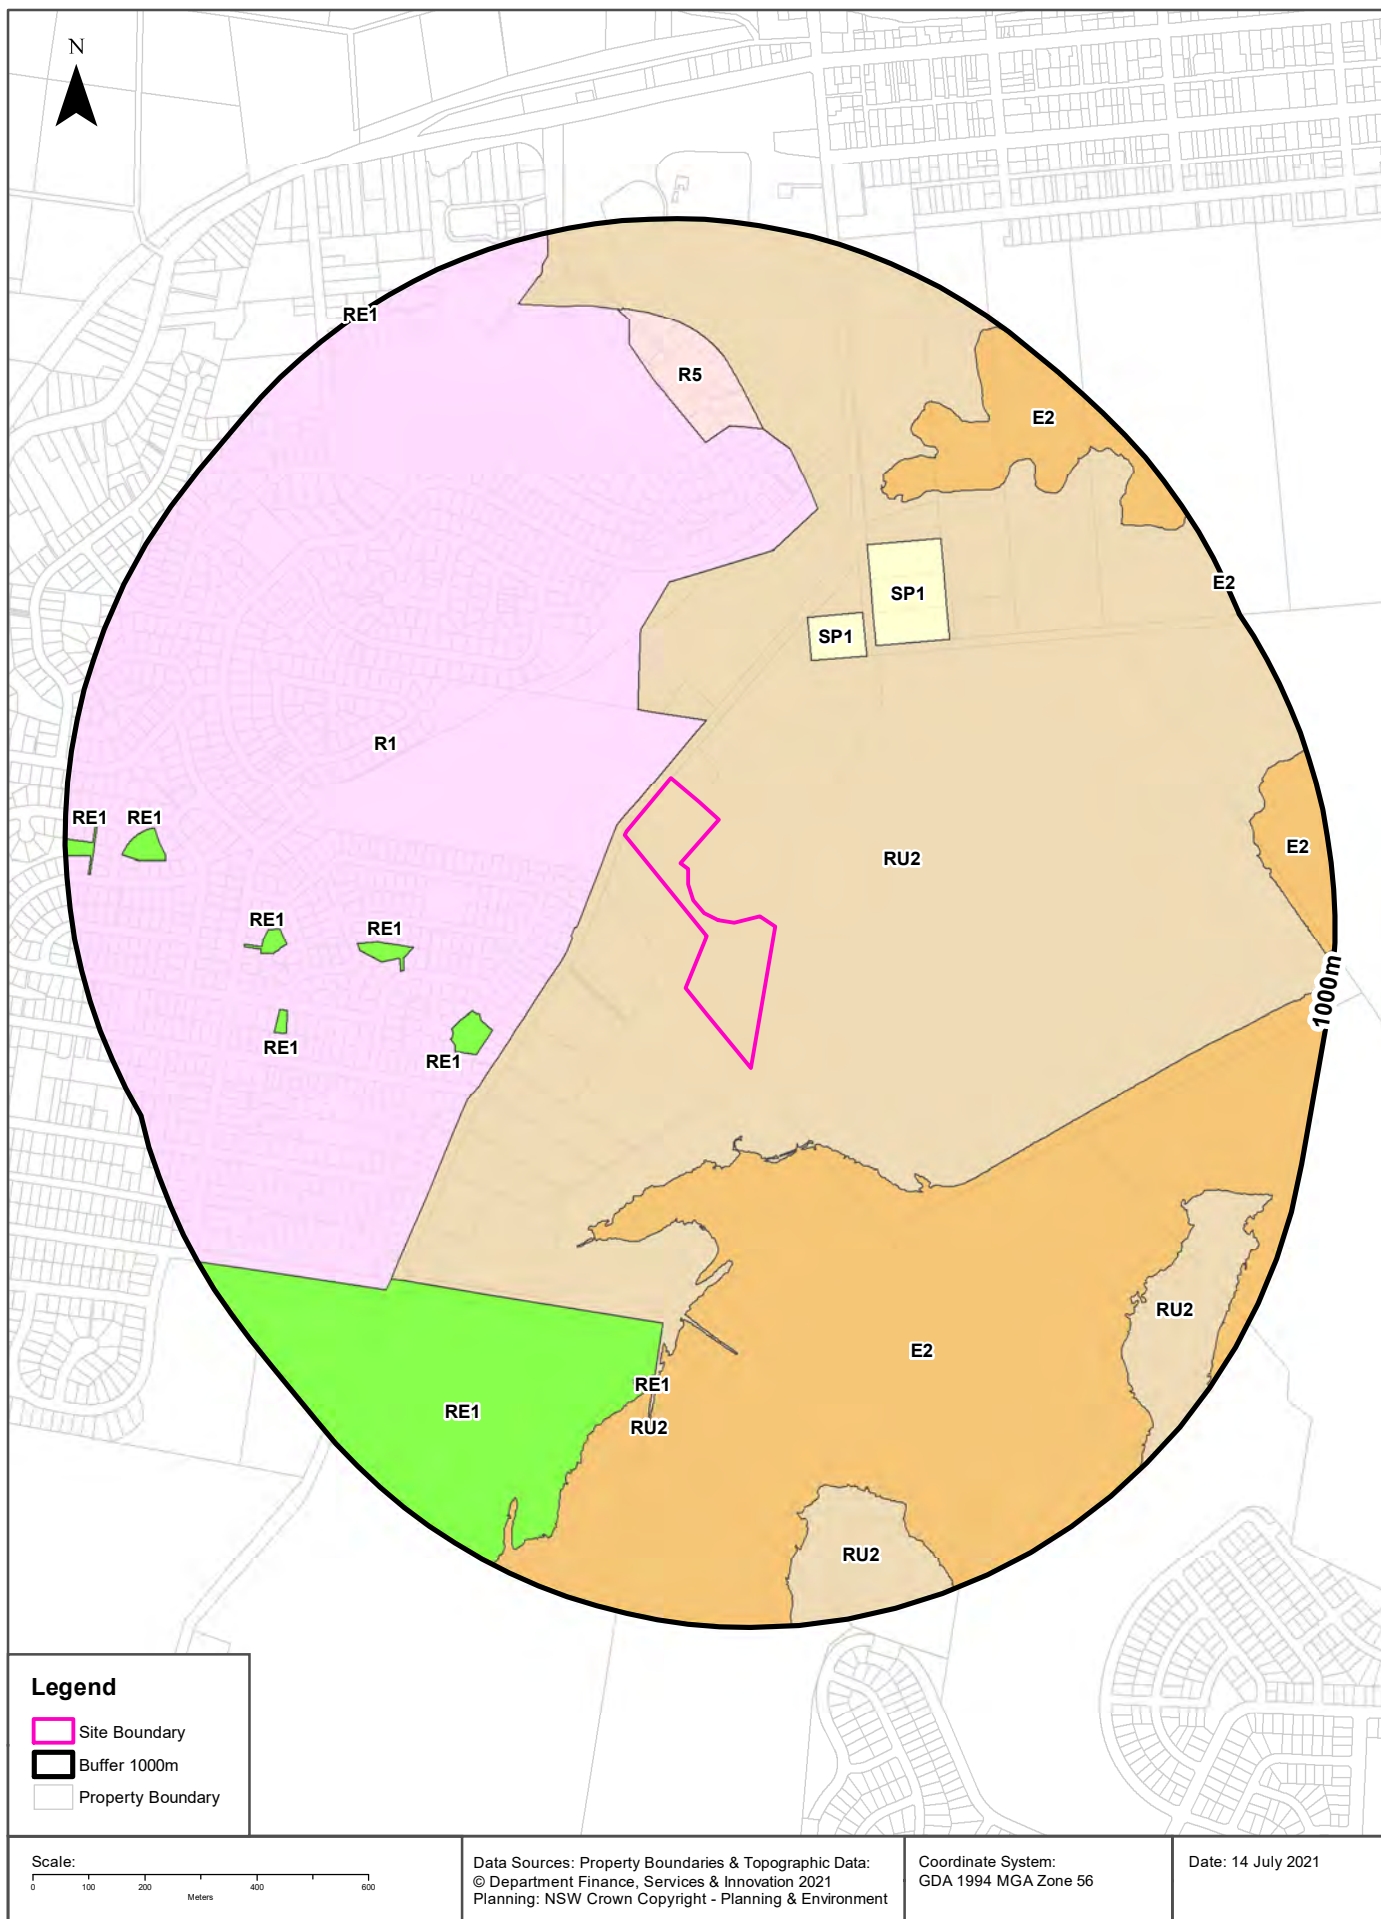 N
RE1
R5
E2
E2
SP1
SP1
R1
RE1
RE1
RU2
E2
RE1
RE1
1000m
RE1
RE1
RU2
E2
RE1
RE1
RU2
RU2
Legend
Site Boundary
Buffer 1000m
Property Boundary
Scale:
0 100 200 400 600
Meters
Data Sources: Property Boundaries & Topographic Data:
© Department Finance, Services & Innovation 2021
Planning: NSW Crown Copyright - Planning & Environment
Coordinate System:
GDA 1994 MGA Zone 56
Date: 14 July 2021